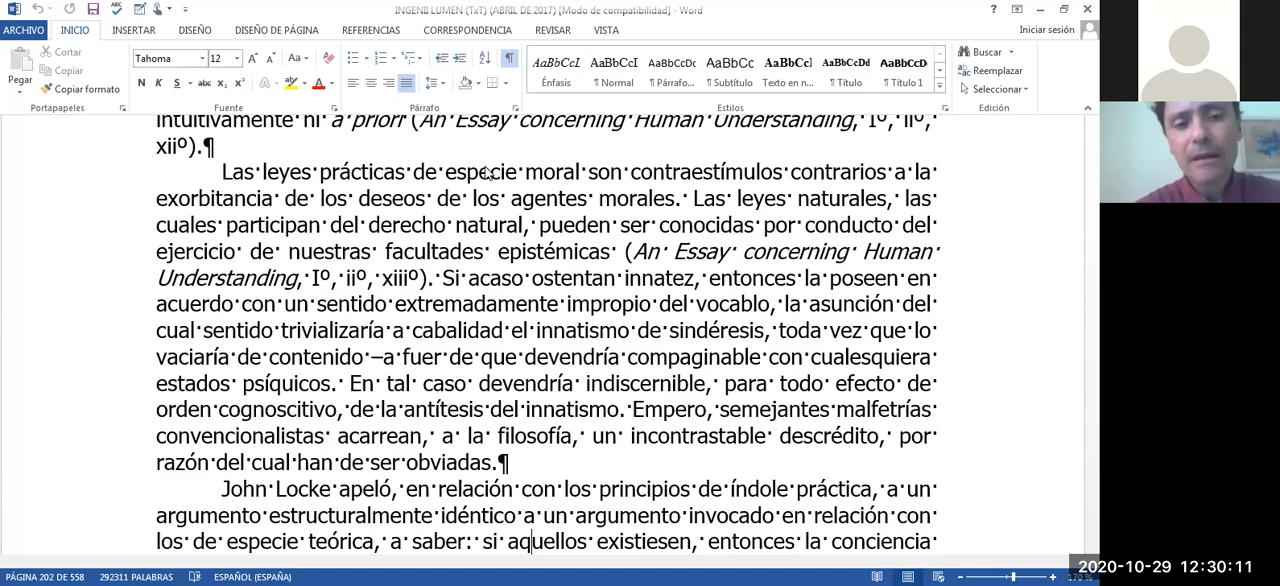 INGENII LUMEN (TxT) (ABRIL DE 2017) [Modo de compatibilidad] - Word
ARCHIVO INICIO INSERTAR DISEÑO DISEÑO DE PÁGINA REFERENCIAS CORRESPONDENCIA REVISAR VISTA Iniciar sesión
Pegar
Cortar
Copiar
Copiar formato
Portapapeles
Tahoma 12
Fuente
Párrafo
AaBbCcI AaBbCcI AaBbCcDc AaBbCc AaBbCc] AaBbCcDd AaBbCcD
Énfasis ¶ Normal ¶ Párrafo... ¶ Subtítulo Texto en n... ¶ Título ¶ Título 1
Estilos
Buscar
Reemplazar
Seleccionar
Edición
intuitivamente ni a priori (An Essay concerning Human Understanding, Iº, iiº,
xiiº).¶
Las leyes prácticas de especie moral son contraestímulos contrarios a la
exorbitancia de los deseos de los agentes morales. Las leyes naturales, las
cuales participan del derecho natural, pueden ser conocidas por conducto del
ejercicio de nuestras facultades epistémicas (An Essay concerning Human
Understanding, Iº, iiº, xiiiº). Si acaso ostentan innatez, entonces la poseen en
acuerdo con un sentido extremadamente impropio del vocablo, la asunción del
cual sentido trivializaría a cabalidad el innatismo de sindéresis, toda vez que lo
vaciaría de contenido –a fuer de que devendría compaginable con cualesquiera
estados psíquicos. En tal caso devendría indiscernible, para todo efecto de
orden cognoscitivo, de la antítesis del innatismo. Empero, semejantes malfetrías
convencionalistas acarrean, a la filosofía, un incontrastable descrédito, por
razón del cual han de ser obviadas.¶
John Locke apeló, en relación con los principios de índole práctica, a un
argumento estructuralmente idéntico a un argumento invocado en relación con
los de especie teórica, a saber: si aquellos existiesen, entonces la conciencia
PÁGINA 202 DE 558 292311 PALABRAS ESPAÑOL (ESPAÑA) 170 %
2020-10-29 12:30:11